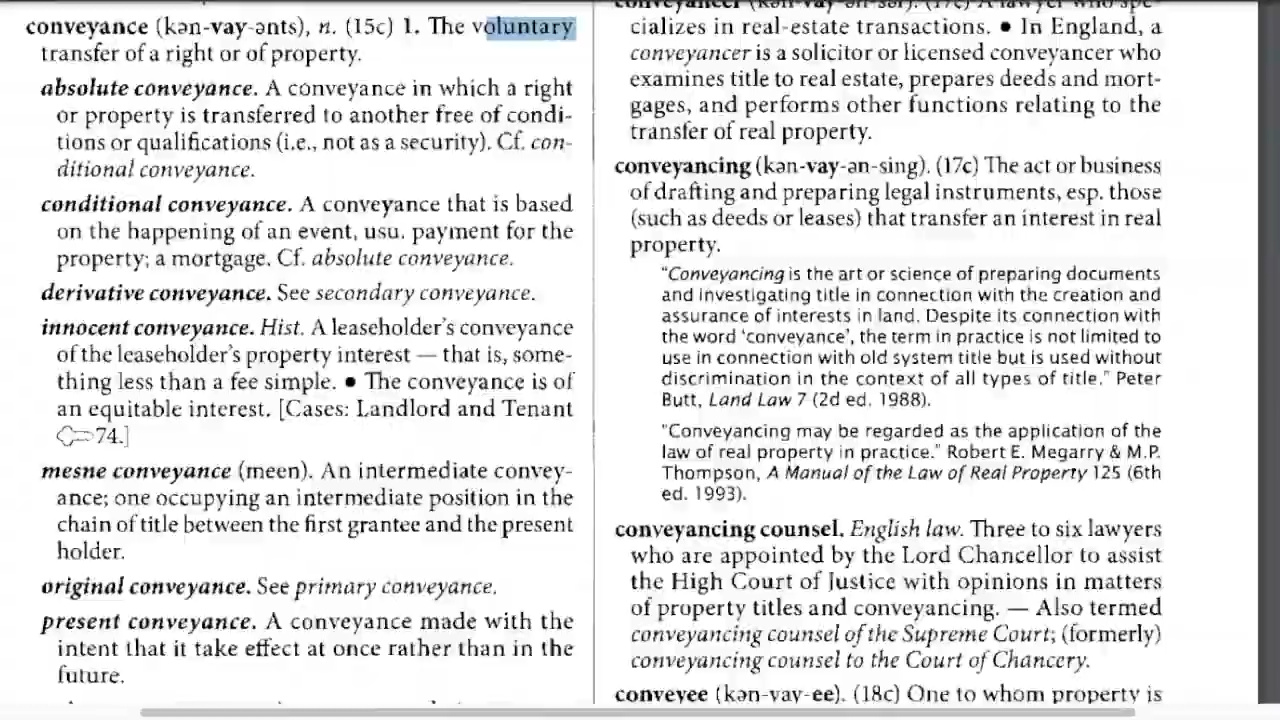 conveyance (kən-vay-ənts), n. (15c) 1. The voluntary
transfer of a right or of property.
absolute conveyance. A conveyance in which a right
or property is transferred to another free of condi-
tions or qualifications (i.e., not as a security). Cf. con-
ditional conveyance.
conditional conveyance. A conveyance that is based
on the happening of an event, usu. payment for the
property; a mortgage. Cf. absolute conveyance.
derivative conveyance. See secondary conveyance.
innocent conveyance. Hist. A leaseholder's conveyance
of the leaseholder's property interest — that is, some-
thing less than a fee simple. ● The conveyance is of
an equitable interest. [Cases: Landlord and Tenant
74.]
mesne conveyance (meen). An intermediate convey-
ance; one occupying an intermediate position in the
chain of title between the first grantee and the present
holder.
original conveyance. See primary conveyance.
present conveyance. A conveyance made with the
intent that it take effect at once rather than in the
future.
conveyancer (kən-vay-ən-sər). (17c) A lawyer who spe-
cializes in real-estate transactions. ● In England, a
conveyancer is a solicitor or licensed conveyancer who
examines title to real estate, prepares deeds and mort-
gages, and performs other functions relating to the
transfer of real property.
conveyancing (kən-vay-ən-sing). (17c) The act or business
of drafting and preparing legal instruments, esp. those
(such as deeds or leases) that transfer an interest in real
property.
"Conveyancing is the art or science of preparing documents
and investigating title in connection with the creation and
assurance of interests in land. Despite its connection with
the word 'conveyance', the term in practice is not limited to
use in connection with old system title but is used without
discrimination in the context of all types of title." Peter
Butt, Land Law 7 (2d ed. 1988).
"Conveyancing may be regarded as the application of the
law of real property in practice." Robert E. Megarry & M.P.
Thompson, A Manual of the Law of Real Property 125 (6th
ed. 1993).
conveyancing counsel. English law. Three to six lawyers
who are appointed by the Lord Chancellor to assist
the High Court of Justice with opinions in matters
of property titles and conveyancing. — Also termed
conveyancing counsel of the Supreme Court; (formerly)
conveyancing counsel to the Court of Chancery.
conveyee (kən-vay-ee). (18c) One to whom property is